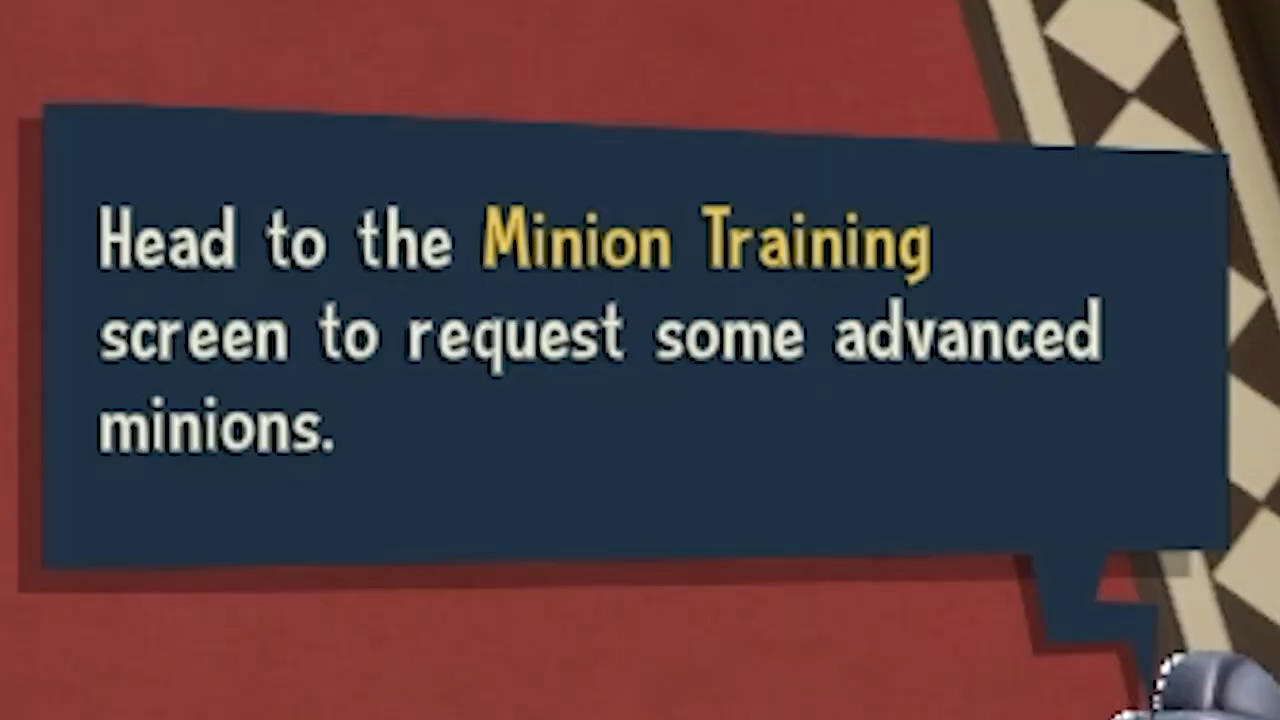 Head to the Minion Training
screen to request some advanced
minions.